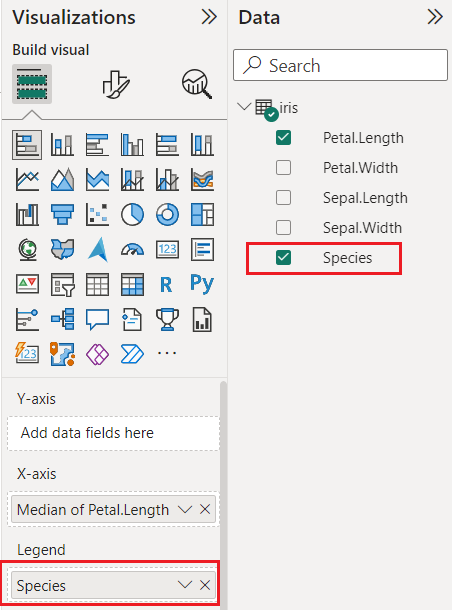 Visualizations
Build visual
123
R
Py
123
Y-axis
Add data fields here
X-axis
Median of Petal.Length
Legend
Species
Data
Search
iris
Petal.Length
Petal.Width
Sepal.Length
Sepal.Width
Species